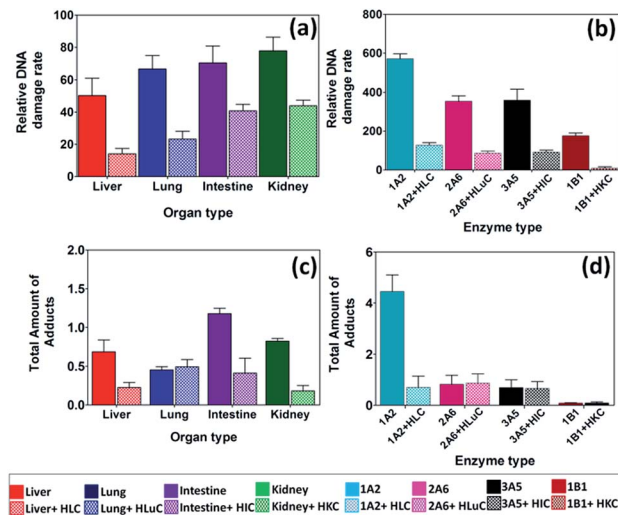 (a)
Relative DNA
damage rate
100
80
60
40
20
0
Liver Lung Intestine Kidney
Organ type
(b)
Relative DNA
damage rate
800
600
400
200
0
1A2
1A2+HLC
2A6
2A6+HLuC
3A5
3A5+HIC
1B1
1B1+HKC
Enzyme type
(c)
Total Amount of
Adducts
2.0
1.5
1.0
0.5
0.0
Liver Lung Intestine Kidney
Organ type
(d)
Total Amount of
Adducts
6
4
2
0
1A2
1A2+HLC
2A6
2A6+HLuC
3A5
3A5+HIC
1B1
1B1+HKC
Enzyme type
Liver Lung Intestine Kidney 1A2 2A6 3A5 1B1
Liver+ HLC Lung+ HLuC Intestine+ HIC Kidney+ HKC 1A2+ HLC 2A6+ HLuC 3A5+ HIC 1B1+ HKC